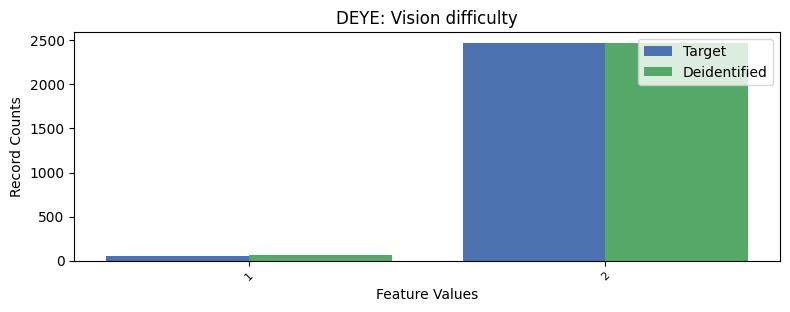 DEYE: Vision difficulty
Record Counts
2500
2000
1500
1000
500
0
Target
Deidentified
1
2
Feature Values